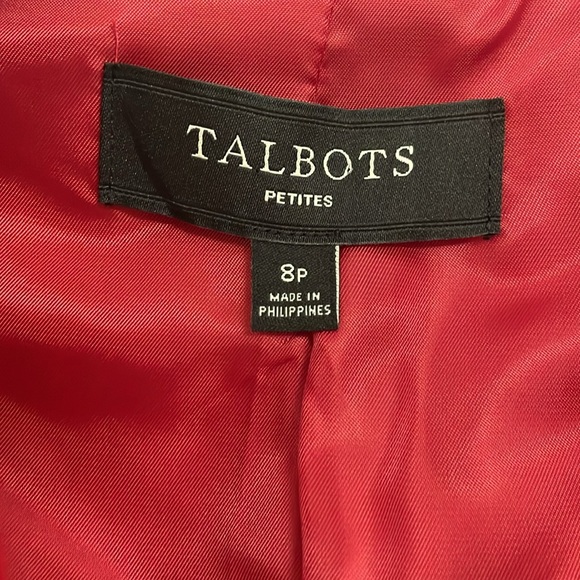 TALBOTS
PETITES
8P
MADE IN
PHILIPPINES